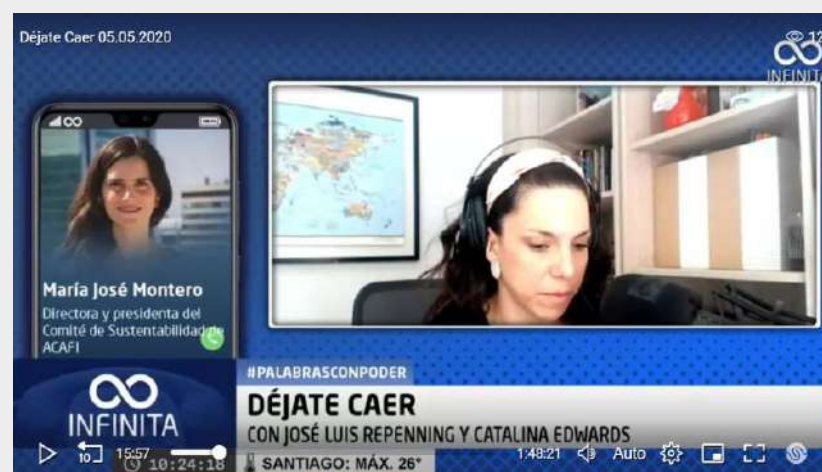 Déjate Caer 05.05.2020
INFINITA
María José Montero
Directora y presidenta del
Comité de Sustentabilidad de
ACAFI
INFINITA
#PALABRASCONPODER
DÉJATE CAER
CON JOSÉ LUIS REPENNING Y CATALINA EDWARDS
10
15:57
1:48:21
Auto
10:24:18
SANTIAGO: MÁX. 26°